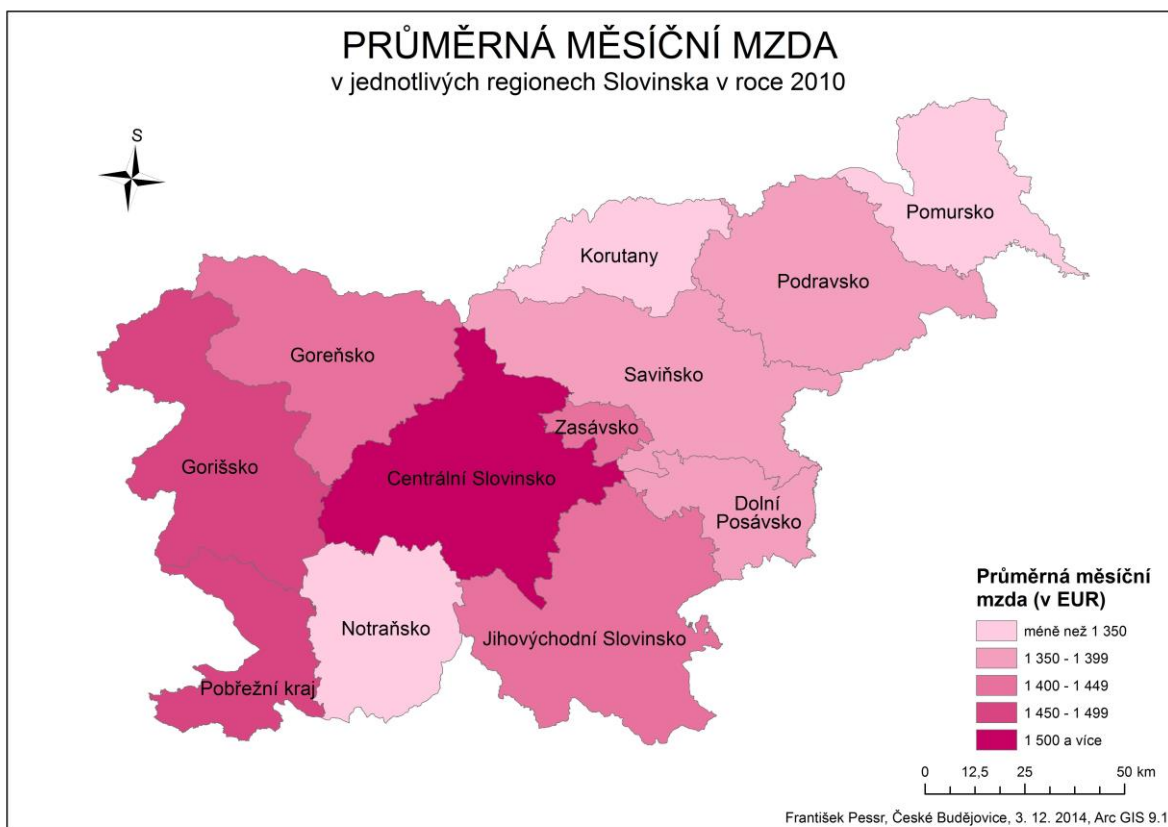 PRŮMĚRNÁ MĚSÍČNÍ MZDA
v jednotlivých regionech Slovinska v roce 2010
S
Pomursko
Korutany
Podravsko
Goreňsko
Saviňsko
Zasávsko
Gorišsko
Centrální Slovinsko
Dolní
Posávsko
Notraňsko
Jihovýchodní Slovinsko
Pobřežní kraj
Průměrná měsíční
mzda (v EUR)
méně než 1 350
1 350 - 1 399
1 400 - 1 449
1 450 - 1 499
1 500 a více
0 12,5 25 50 km
František Pessr, České Budějovice, 3. 12. 2014, Arc GIS 9.1